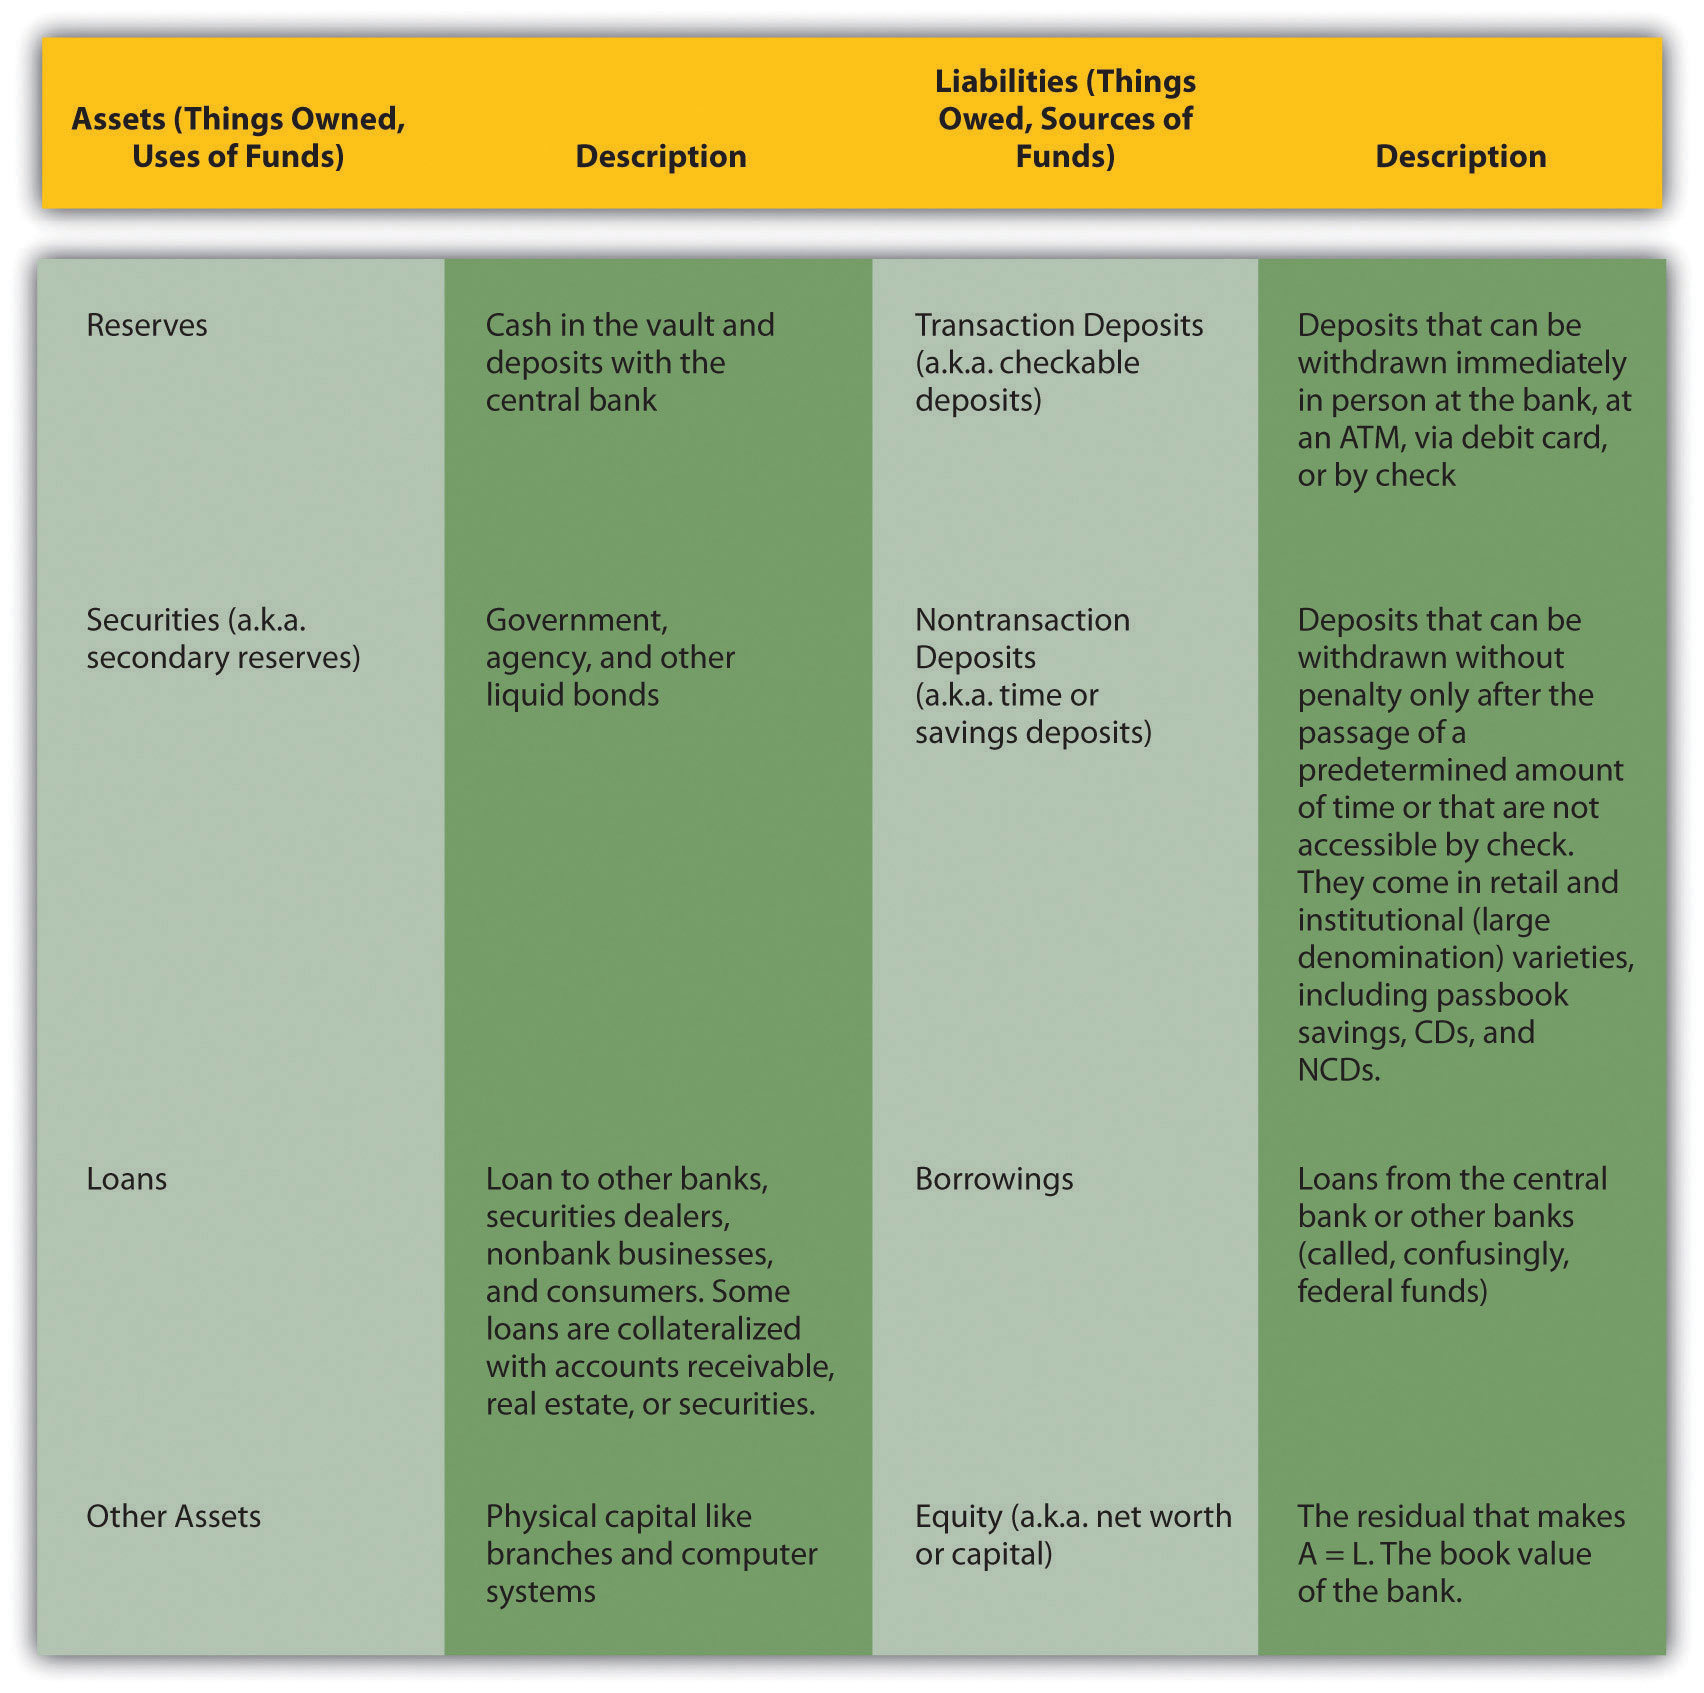 Assets (Things Owned,
Uses of Funds)
Description
Liabilities (Things
Owed, Sources of
Funds)
Description
Reserves
Cash in the vault and
deposits with the
central bank
Transaction Deposits
(a.k.a. checkable
deposits)
Deposits that can be
withdrawn immediately
in person at the bank, at
an ATM, via debit card,
or by check
Securities (a.k.a.
secondary reserves)
Government,
agency, and other
liquid bonds
Nontransaction
Deposits
(a.k.a. time or
savings deposits)
Deposits that can be
withdrawn without
penalty only after the
passage of a
predetermined amount
of time or that are not
accessible by check.
They come in retail and
institutional (large
denomination) varieties,
including passbook
savings, CDs, and
NCDs.
Loans
Loan to other banks,
securities dealers,
nonbank businesses,
and consumers. Some
loans are collateralized
with accounts receivable,
real estate, or securities.
Borrowings
Loans from the central
bank or other banks
(called, confusingly,
federal funds)
Other Assets
Physical capital like
branches and computer
systems
Equity (a.k.a. net worth
or capital)
The residual that makes
A = L. The book value
of the bank.